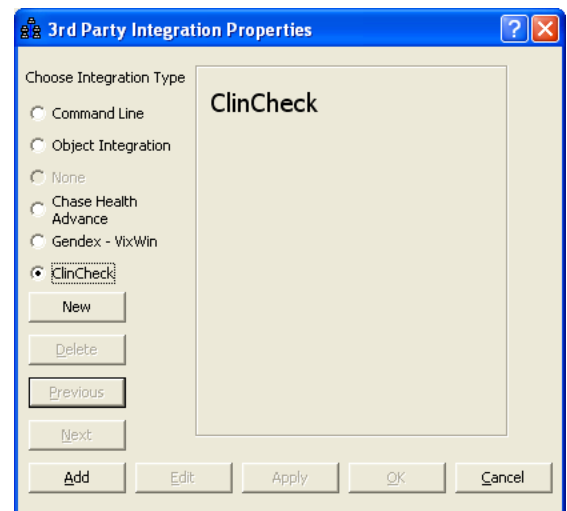 3rd Party Integration Properties
Choose Integration Type
Command Line
Object Integration
None
Chase Health
Advance
Gendex - VixWin
ClinCheck
ClinCheck
New
Delete
Previous
Next
Add
Edit
Apply
OK
Cancel